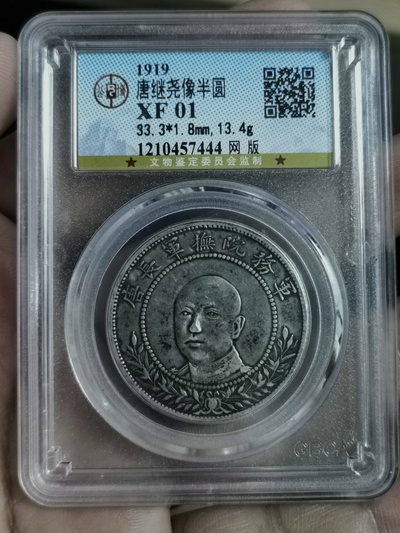 1919
唐继尧像半圆
XF 01
33.3*1.8mm,13.4g
1210457444 网 版
★ 文物鉴定委员会监制 ★
軍務院撫軍長唐